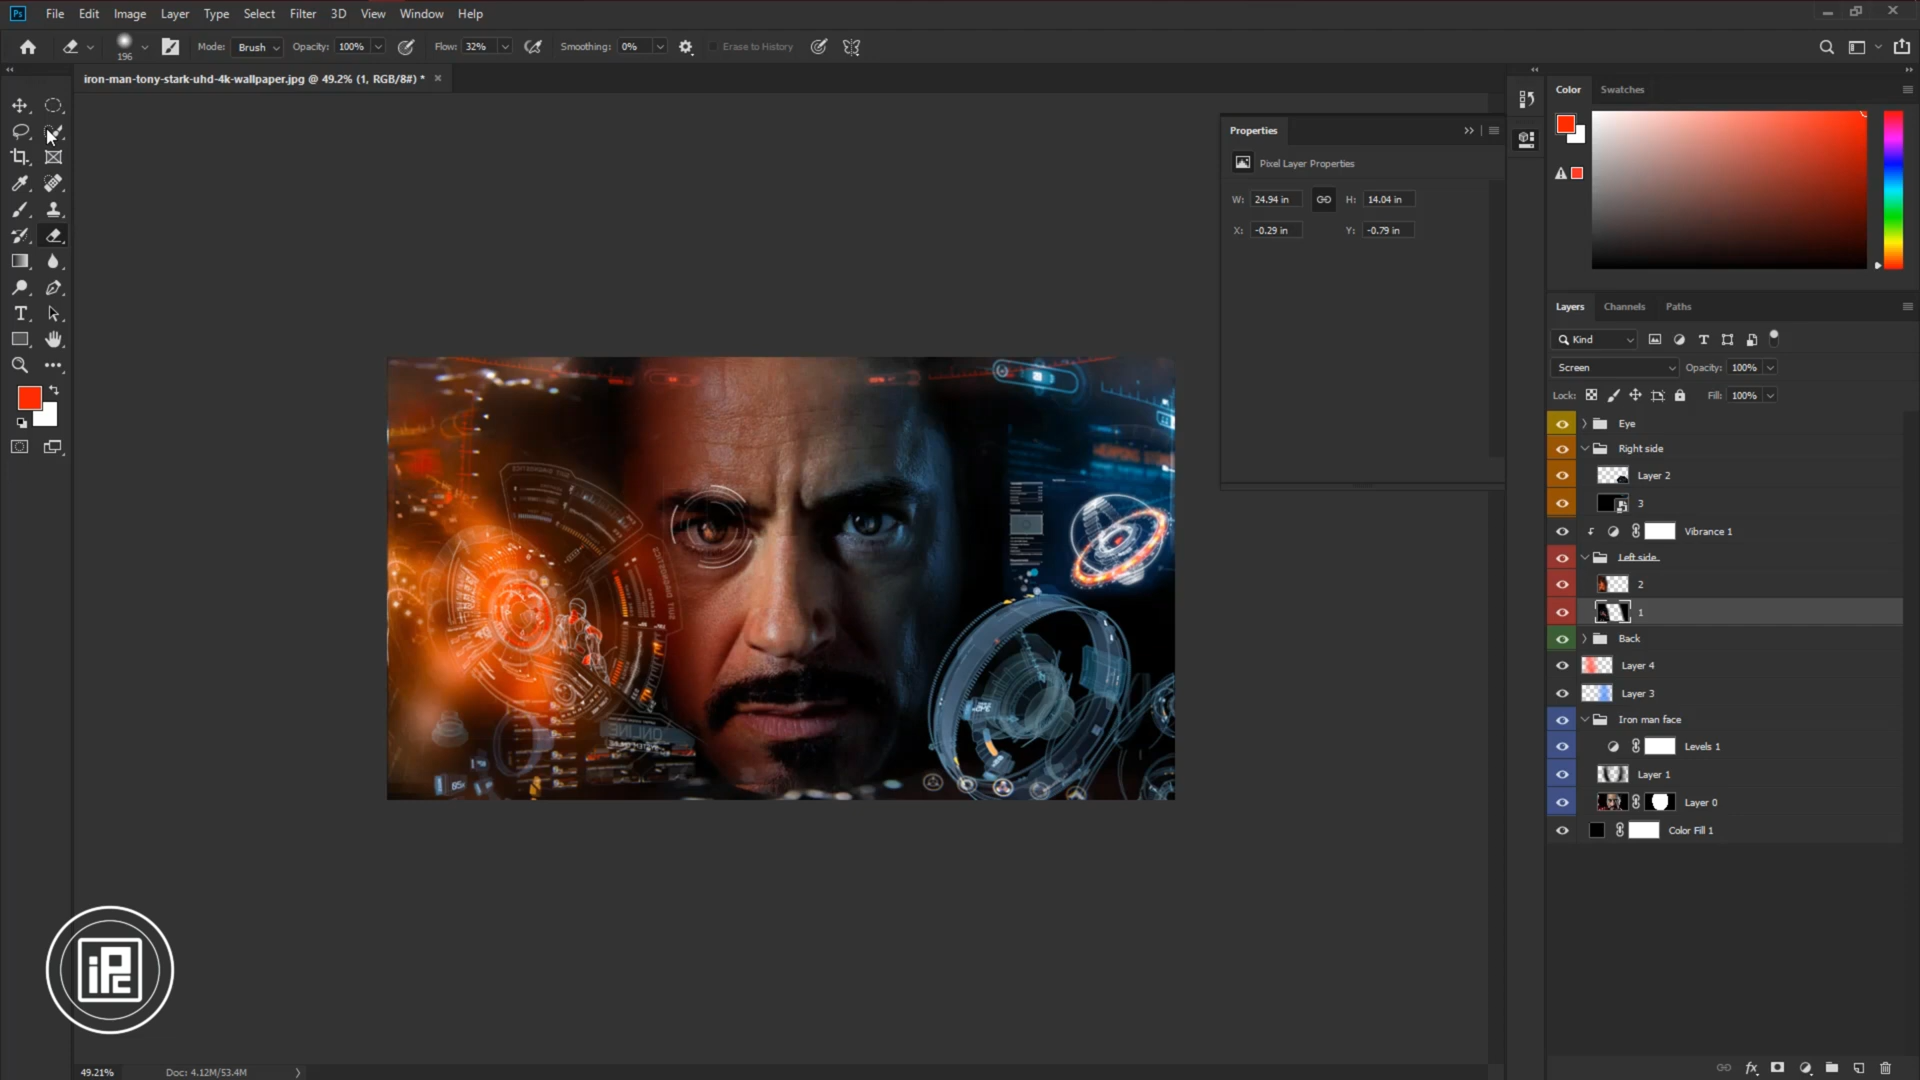 Ps File Edit Image Layer Type Select Filter 3D View Window Help
196 Mode: Brush Opacity: 100% Flow: 32% Smoothing: 0% Erase to History
iron-man-tony-stark-uhd-4k-wallpaper.jpg @ 49.2% (1, RGB/8#) * ×
Properties
Pixel Layer Properties
W: 24.94 in H: 14.04 in
X: -0.29 in Y: -0.79 in
Color Swatches
Layers Channels Paths
Kind
Screen Opacity: 100%
Lock: Fill: 100%
Eye
Right side
Layer 2
3
Vibrance 1
Left side
2
1
Back
Layer 4
Layer 3
Iron man face
Levels 1
Layer 1
Layer 0
Color Fill 1
ONLINE
iPc
49.21% Doc: 4.12M/53.4M